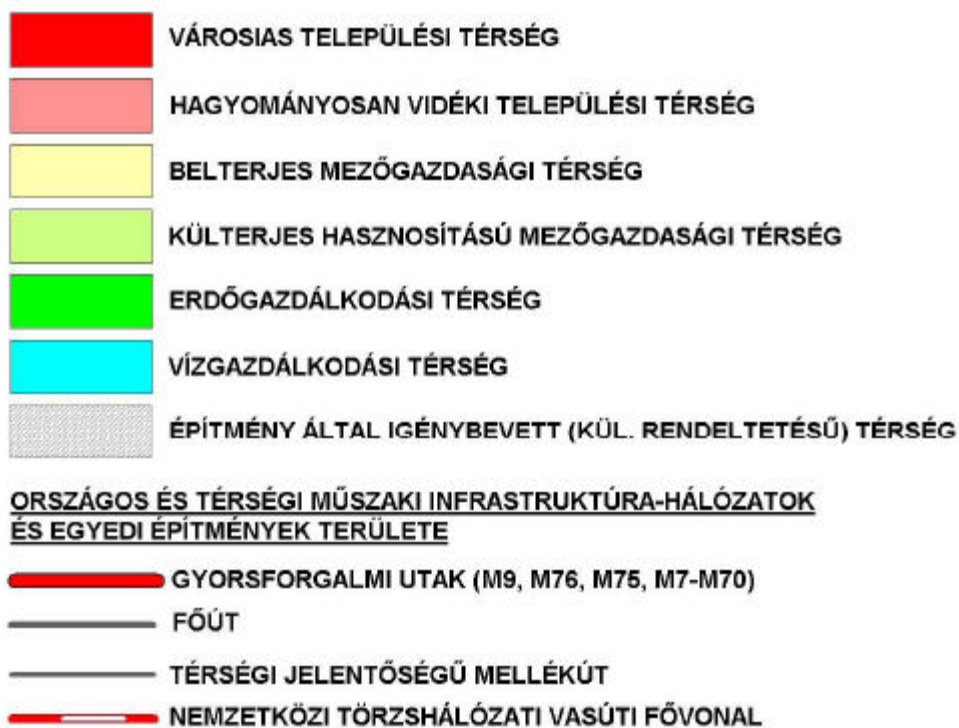 VÁROSIAS TELEPÜLÉSI TÉRSÉG
HAGYOMÁNYOSAN VIDÉKI TELEPÜLÉSI TÉRSÉG
BELTERJES MEZŐGAZDASÁGI TÉRSÉG
KÜLTERJES HASZNOSÍTÁSÚ MEZŐGAZDASÁGI TÉRSÉG
ERDŐGAZDÁLKODÁSI TÉRSÉG
VÍZGAZDÁLKODÁSI TÉRSÉG
ÉPÍTMÉNY ÁLTAL IGÉNYBEVETT (KÜL. RENDELTETÉSŰ) TÉRSÉG
ORSZÁGOS ÉS TÉRSÉGI MŰSZAKI INFRASTRUKTÚRA-HÁLÓZATOK
ÉS EGYEDI ÉPÍTMÉNYEK TERÜLETE
GYORSFORGALMI UTAK (M9, M76, M75, M7-M70)
FŐÚT
TÉRSÉGI JELENTŐSÉGŰ MELLÉKÚT
NEMZETKÖZI TÖRZSHÁLÓZATI VASÚTI FŐVONAL